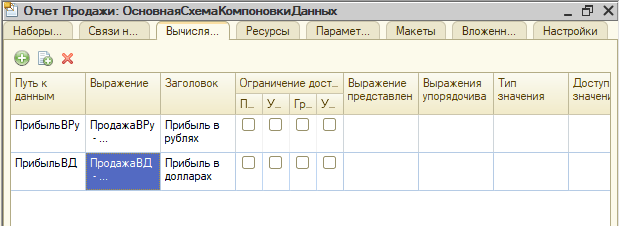 Отчет Продажи: ОсновнаяСхемаКомпоновкиДанных
Наборы... Связи н... Вычисля... Ресурсы Парамет... Макеты Вложенн... Настройки
Путь к данным Выражение Заголовок Ограничение дост... Выражение представлен Выражения упорядочива Тип значения Доступ значени
П... У... Гр... У...
ПрибыльВРу ПродажаВРу - ... Прибыль в рублях
ПрибыльВД ПродажаВД - ... Прибыль в долларах